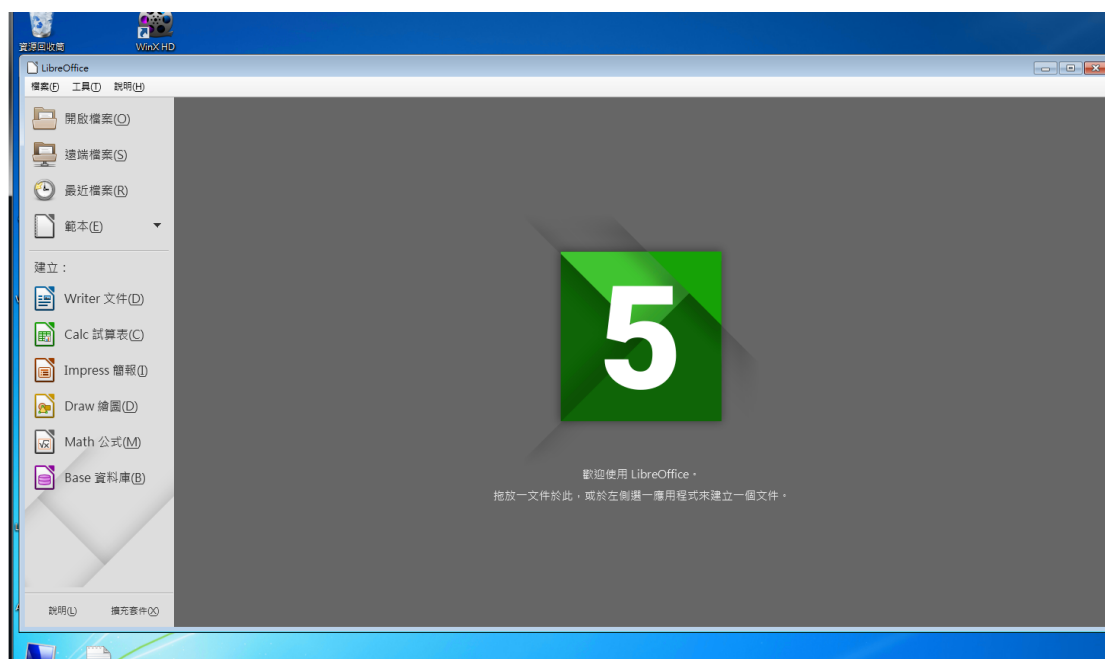 資源回收筒
WinX HD
LibreOffice
檔案(F) 工具(T) 說明(H)
開啟檔案(O)
遠端檔案(S)
最近檔案(R)
範本(E)
建立：
Writer 文件(D)
Calc 試算表(C)
Impress 簡報(I)
Draw 繪圖(D)
Math 公式(M)
Base 資料庫(B)
5
歡迎使用 LibreOffice。
拖放一文件於此，或於左側選一應用程式來建立一個文件。
說明(L) 擴充套件(X)